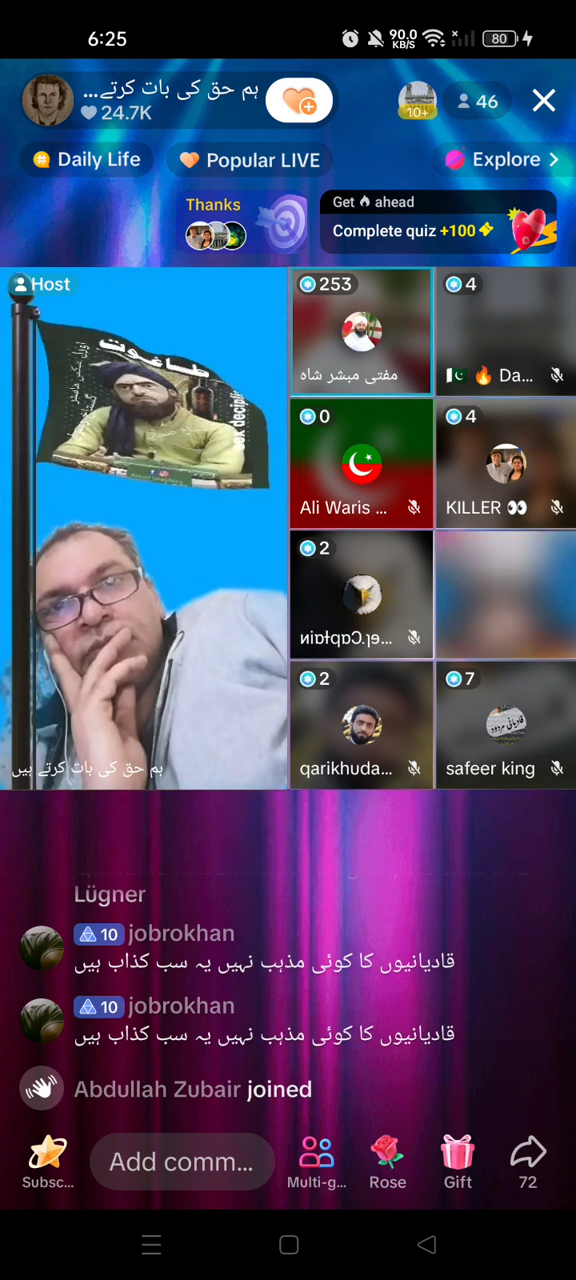 6:25
90.0
KB/S
80
ہم حق کی بات کرتے...
24.7K
10+
46
Daily Life
Popular LIVE
Explore
Thanks
Get ahead
Complete quiz +100
Host
طاغوت
253
مفتی مبشر شاہ
4
Da...
0
Ali Waris ...
4
KILLER
2
2
qarikhuda...
7
قادیانی مردود
safeer king
ہم حق کی بات کرتے ہیں
Lügner
10 jobrokhan
قادیانیوں کا کوئی مذہب نہیں یہ سب کذاب ہیں
10 jobrokhan
قادیانیوں کا کوئی مذہب نہیں یہ سب کذاب ہیں
Abdullah Zubair joined
Subsc...
Add comm...
Multi-g...
Rose
Gift
72